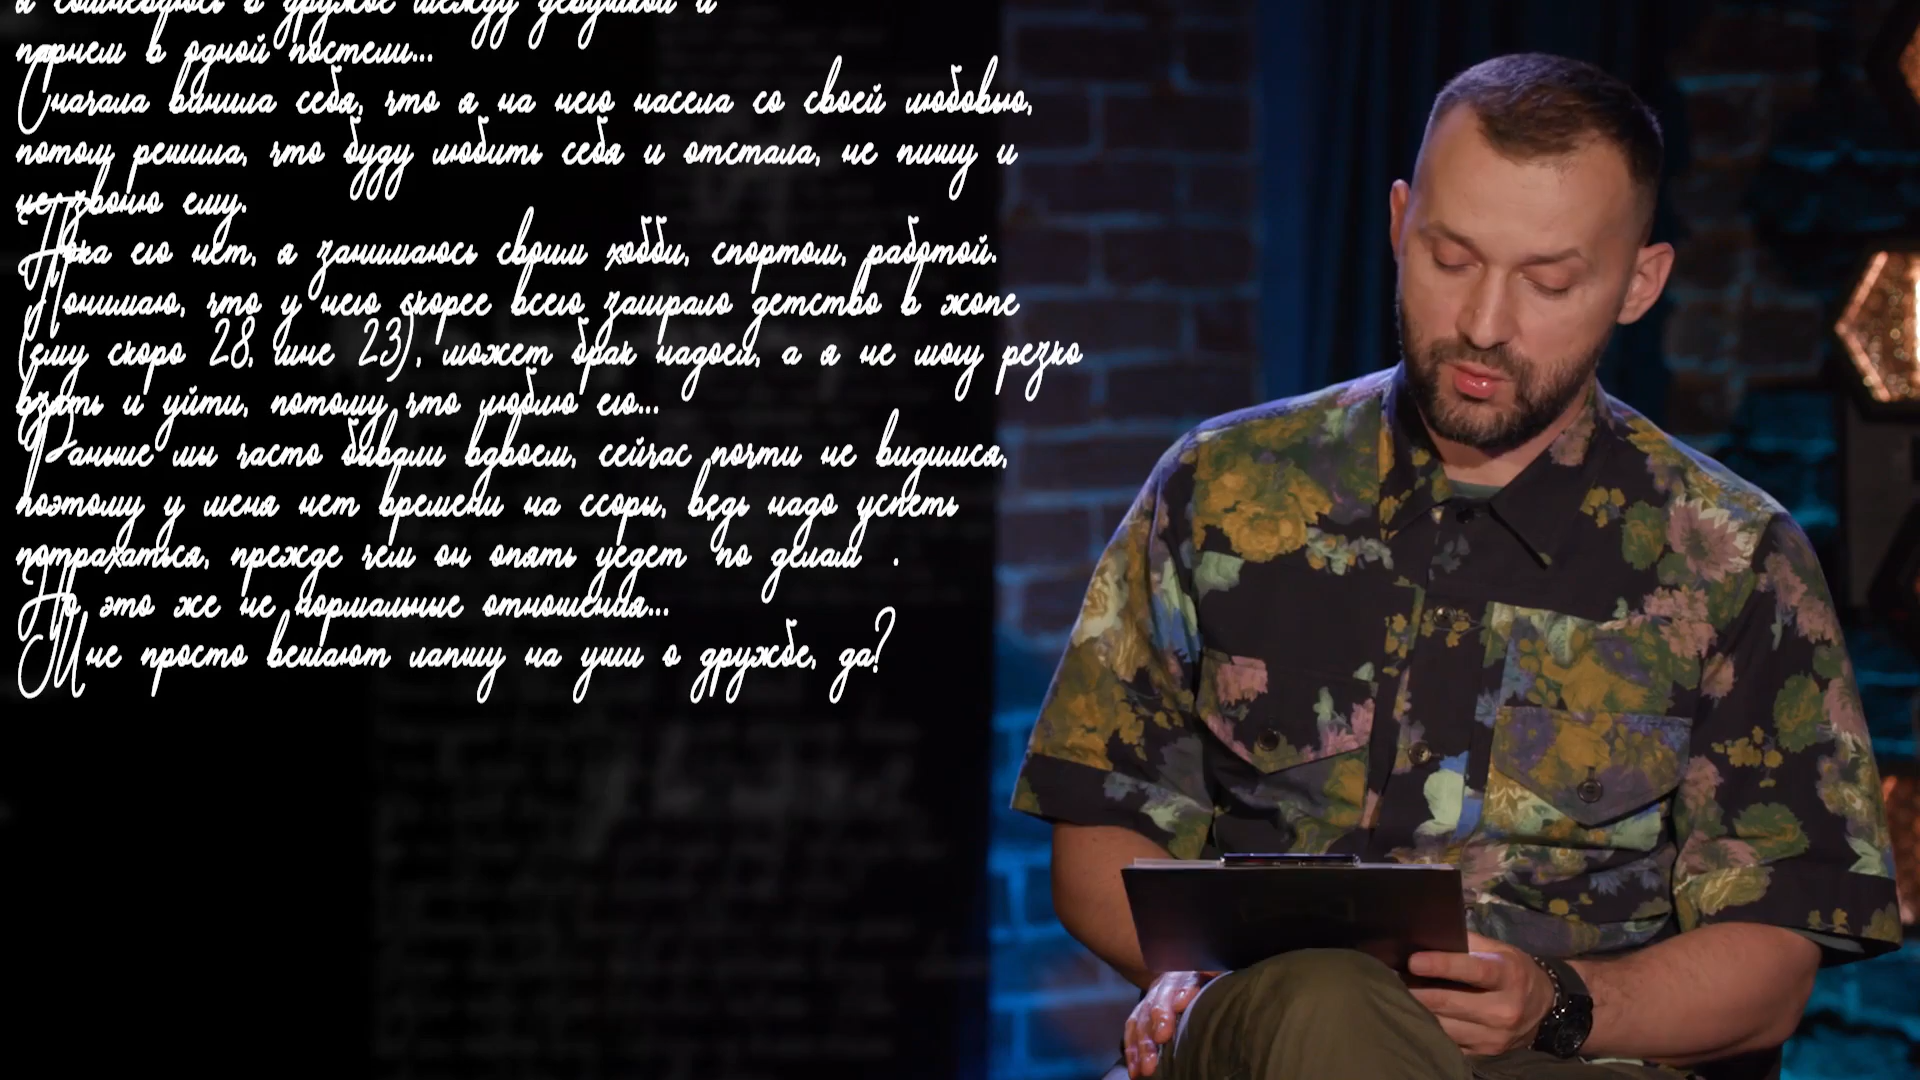 я сомневаюсь в дружбе между девушкой и
парнем в одной постели...
Сначала винила себя, что я на него насела со своей любовью,
потом решила, что буду любить себя и отстала, не пишу и
не звоню ему.
Пока его нет, я занимаюсь своим хобби, спортом, работой.
Понимаю, что у него скорее всего заиграло детство в жопе
(ему скоро 28, мне 23), может брак надоел, а я не могу резко
взять и уйти, потому что люблю его...
Раньше мы часто бывали вдвоем, сейчас почти не видимся,
поэтому у меня нет времени на ссоры, ведь надо успеть
потрахаться, прежде чем он опять уедет "по делам".
Но это же не нормальные отношения...
Мне просто вешают лапшу на уши о дружбе, да?